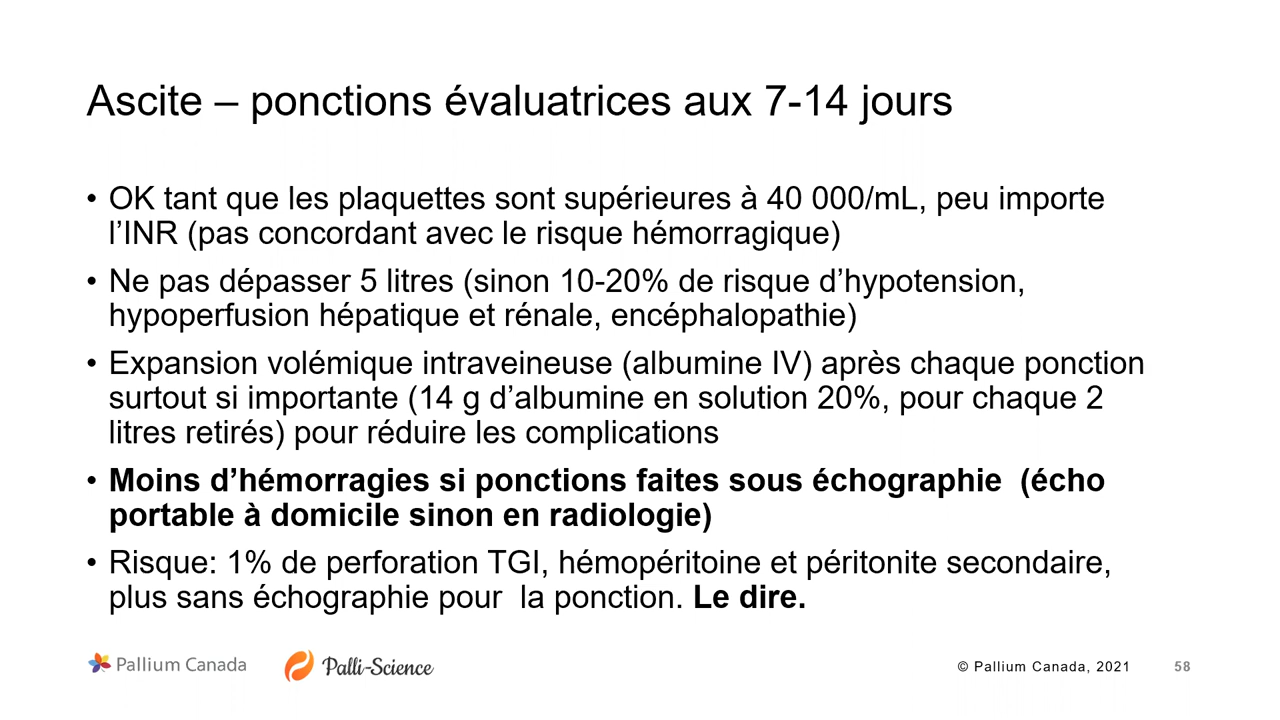 Ascite – ponctions évaluatrices aux 7-14 jours
• OK tant que les plaquettes sont supérieures à 40 000/mL, peu importe
l’INR (pas concordant avec le risque hémorragique)
• Ne pas dépasser 5 litres (sinon 10-20% de risque d’hypotension,
hypoperfusion hépatique et rénale, encéphalopathie)
• Expansion volémique intraveineuse (albumine IV) après chaque ponction
surtout si importante (14 g d’albumine en solution 20%, pour chaque 2
litres retirés) pour réduire les complications
• Moins d’hémorragies si ponctions faites sous échographie  (écho
portable à domicile sinon en radiologie)
• Risque: 1% de perforation TGI, hémopéritoine et péritonite secondaire,
plus sans échographie pour  la ponction. Le dire.
Pallium Canada Palli-Science © Pallium Canada, 2021 58